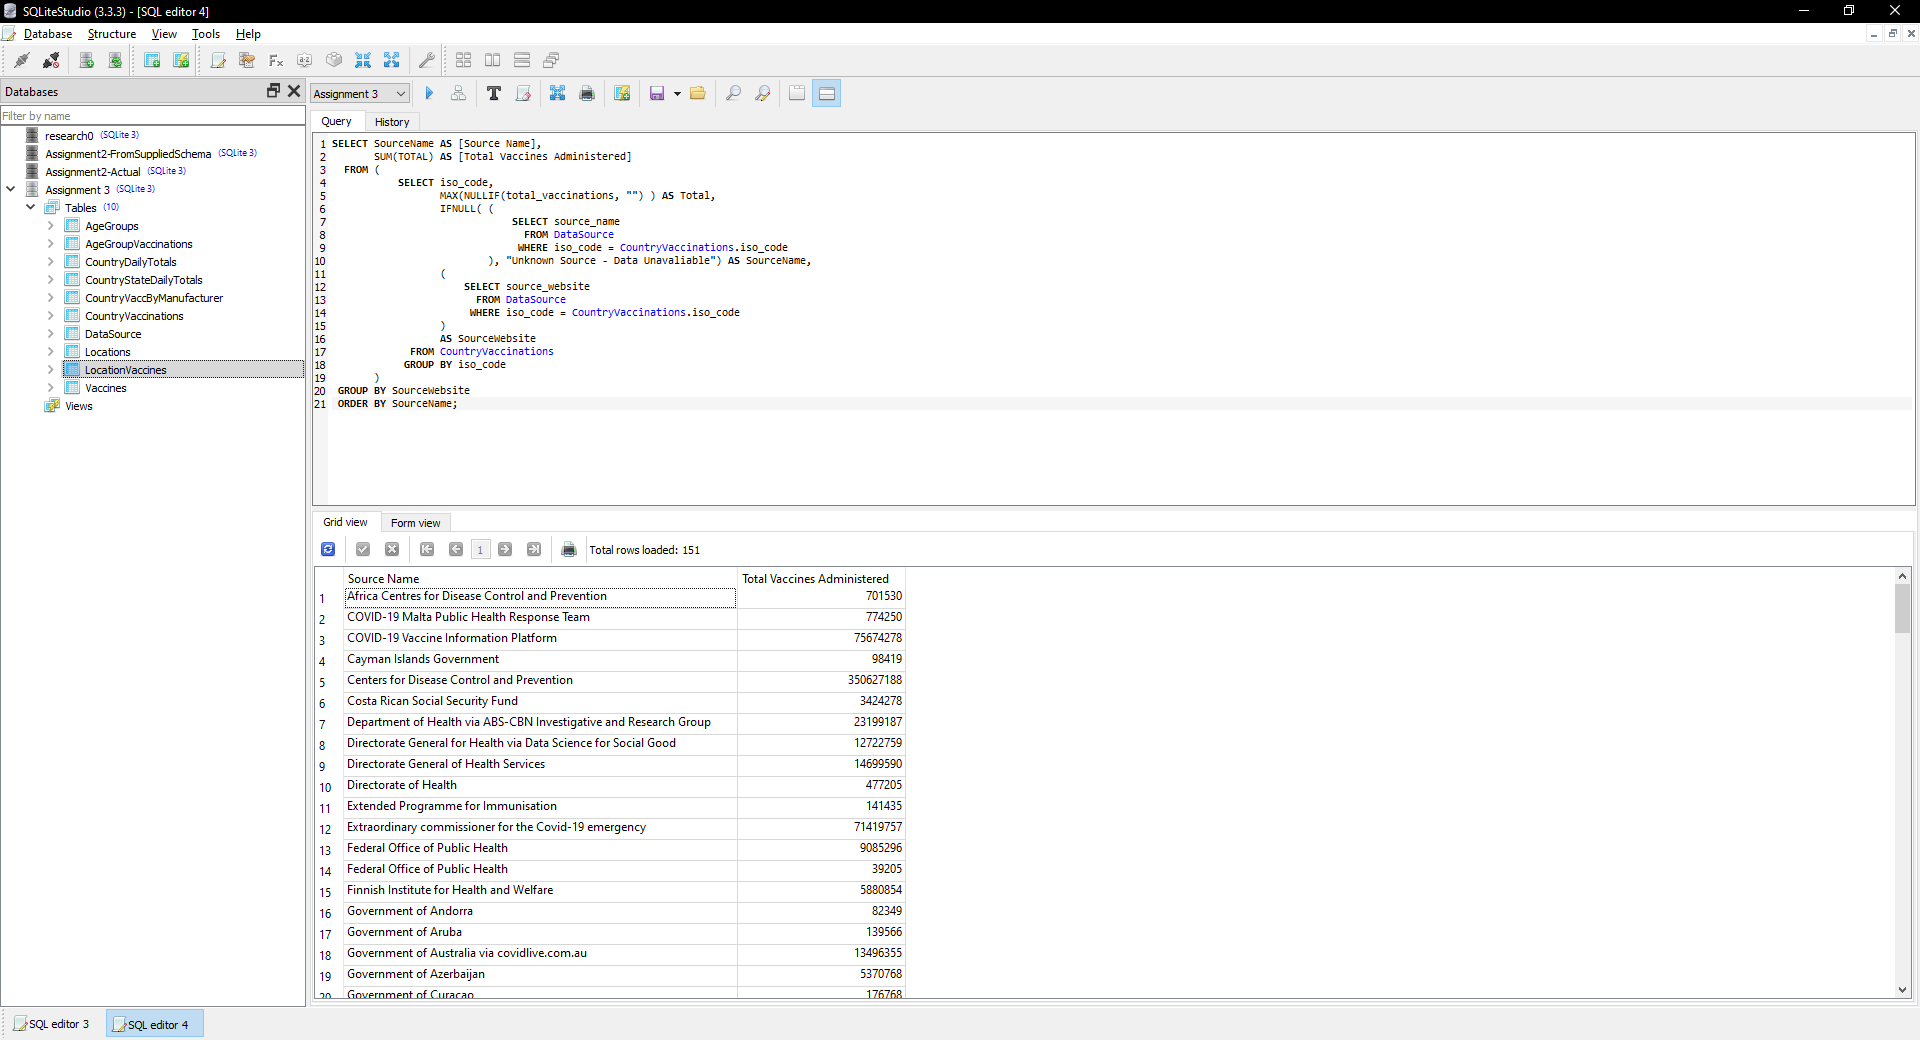 SQLiteStudio (3.3.3) - [SQL editor 4]
Database Structure View Tools Help
Databases
Filter by name
research0 (SQLite 3)
Assignment2-FromSuppliedSchema (SQLite 3)
Assignment2-Actual (SQLite 3)
Assignment 3 (SQLite 3)
Tables (10)
AgeGroups
AgeGroupVaccinations
CountryDailyTotals
CountryStateDailyTotals
CountryVaccByManufacturer
CountryVaccinations
DataSource
Locations
LocationVaccines
Vaccines
Views
Assignment 3
Query History
1 SELECT SourceName AS [Source Name],
2 SUM(TOTAL) AS [Total Vaccines Administered]
3 FROM (
4 SELECT iso_code,
5 MAX(NULLIF(total_vaccinations, "") ) AS Total,
6 IFNULL( (
7 SELECT source_name
8 FROM DataSource
9 WHERE iso_code = CountryVaccinations.iso_code
10 ), "Unknown Source - Data Unavaliable") AS SourceName,
11 (
12 SELECT source_website
13 FROM DataSource
14 WHERE iso_code = CountryVaccinations.iso_code
15 )
16 AS SourceWebsite
17 FROM CountryVaccinations
18 GROUP BY iso_code
19 )
20 GROUP BY SourceWebsite
21 ORDER BY SourceName;
Grid view Form view
1 Total rows loaded: 151
Source Name Total Vaccines Administered
1 Africa Centres for Disease Control and Prevention 701530
2 COVID-19 Malta Public Health Response Team 774250
3 COVID-19 Vaccine Information Platform 75674278
4 Cayman Islands Government 98419
5 Centers for Disease Control and Prevention 350627188
6 Costa Rican Social Security Fund 3424278
7 Department of Health via ABS-CBN Investigative and Research Group 23199187
8 Directorate General for Health via Data Science for Social Good 12722759
9 Directorate General of Health Services 14699590
10 Directorate of Health 477205
11 Extended Programme for Immunisation 141435
12 Extraordinary commissioner for the Covid-19 emergency 71419757
13 Federal Office of Public Health 9085296
14 Federal Office of Public Health 39205
15 Finnish Institute for Health and Welfare 5880854
16 Government of Andorra 82349
17 Government of Aruba 139566
18 Government of Australia via covidlive.com.au 13496355
19 Government of Azerbaijan 5370768
20 Government of Curacao 176768
SQL editor 3 SQL editor 4